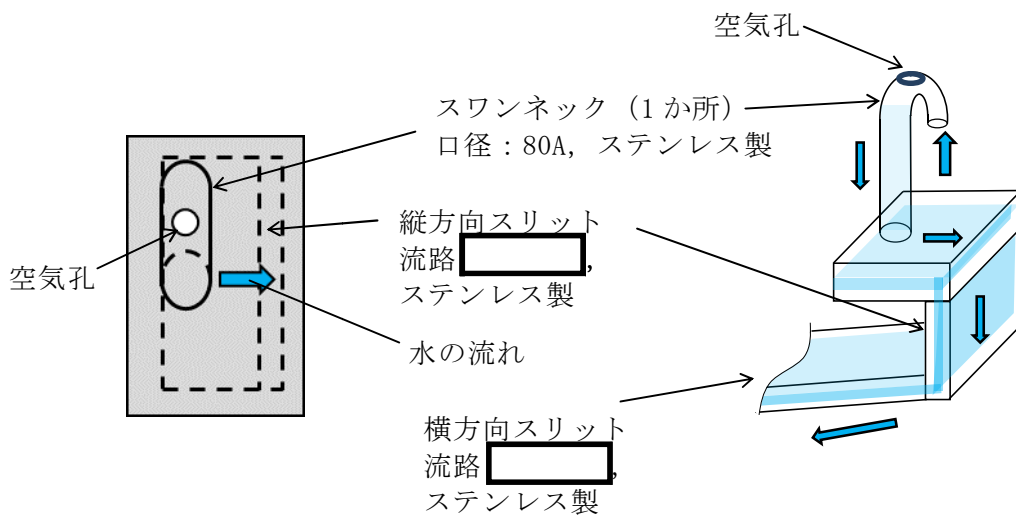 空気孔
スワンネック（1か所）
口径：80A，ステンレス製
縦方向スリット
流路　　　，
ステンレス製
空気孔
水の流れ
横方向スリット
流路　　　，
ステンレス製